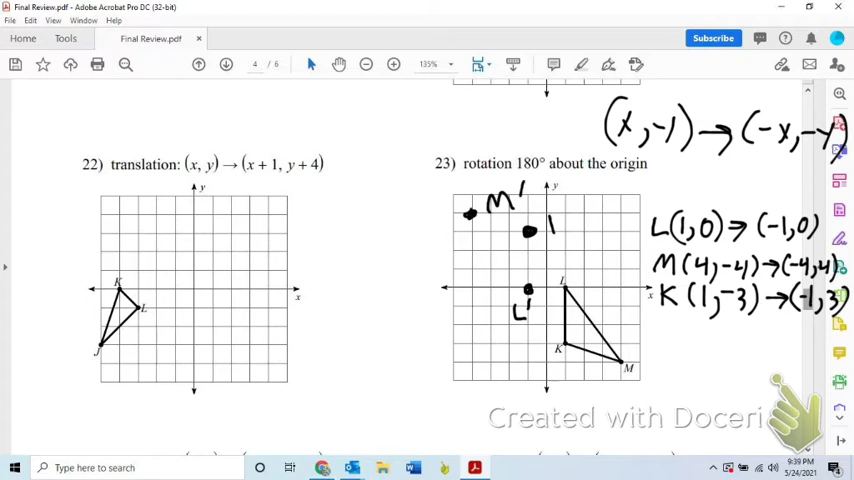 Final Review.pdf - Adobe Acrobat Pro DC (32-bit)
File Edit View Window Help
Home Tools Final Review.pdf × Subscribe
4 / 6 135%
(x, -1) → (-x, -y)
22) translation: (x, y) → (x + 1, y + 4)
23) rotation 180° about the origin
y
y
M'
L(1,0) → (-1,0)
M(4,-4) → (-4,4)
K(1,-3) → (-1,3)
K
x
L
J
L
x
L'
K
M
Created with Doceri
Type here to search
9:39 PM
5/24/2021
4